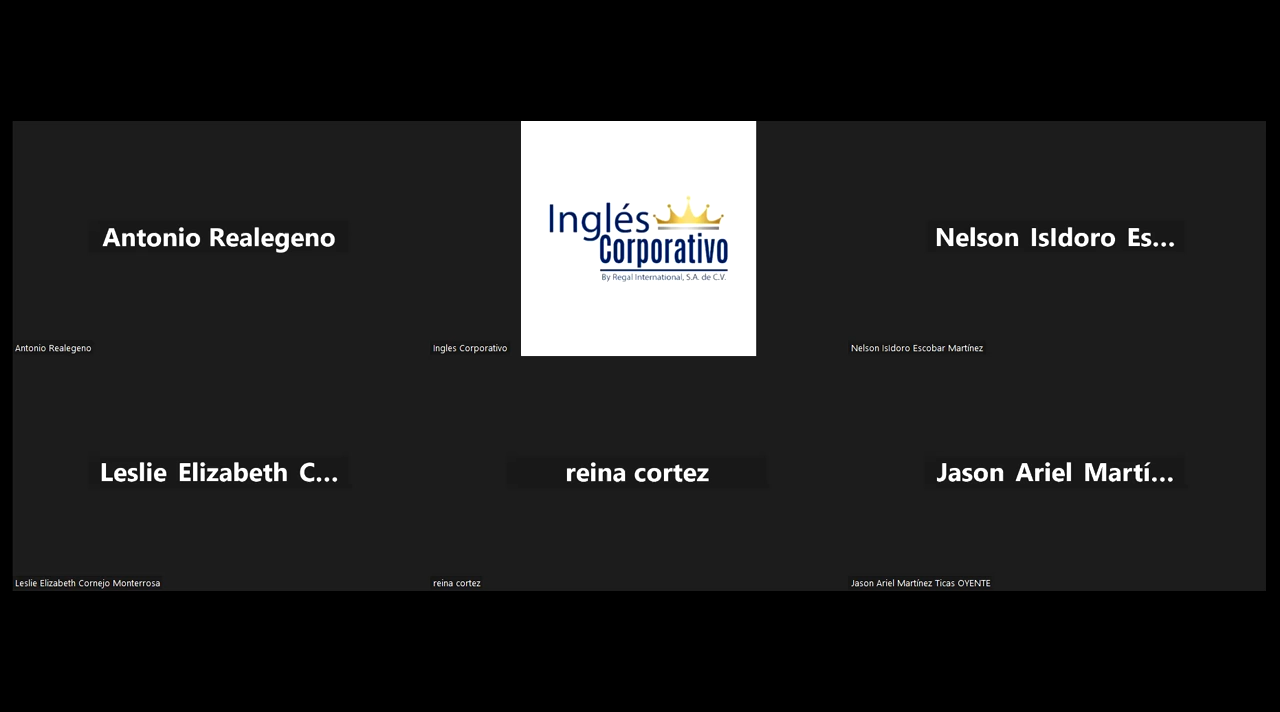 Antonio Realegeno
Inglés
Corporativo
By Regal International, S.A. de C.V.
Nelson IsIdoro Es...
Antonio Realegeno
Ingles Corporativo
Nelson IsIdoro Escobar Martínez
Leslie Elizabeth C...
reina cortez
Jason Ariel Martí...
Leslie Elizabeth Cornejo Monterrosa
reina cortez
Jason Ariel Martínez Ticas OYENTE